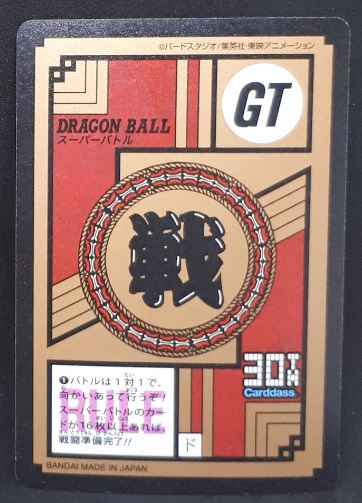 ©バードスタジオ/集英社・東映アニメーション
GT
DRAGON BALL
スーパーバトル
戦
30TH
Carddass
RULE
❶バトルは1対1で、
向かいあって行うぞ!
スーパーバトルのカー
ドが16枚以上あれば、
戦闘準備完了!!
ド
BANDAI MADE IN JAPAN